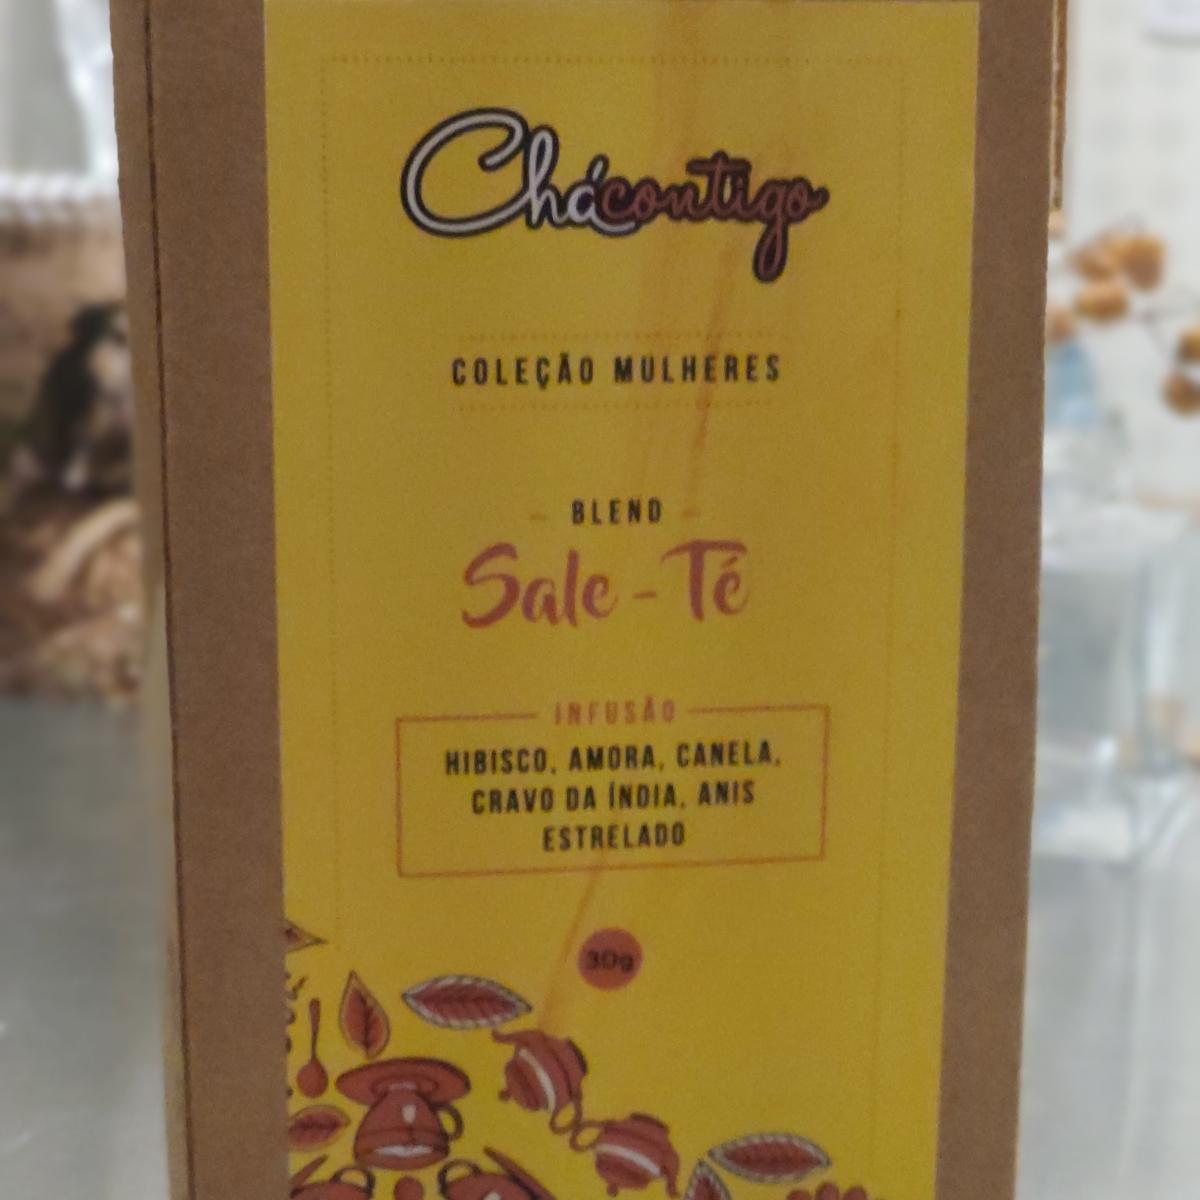 Chácontigo
COLEÇÃO MULHERES
BLEND
Sale-Té
INFUSÃO
HIBISCO, AMORA, CANELA,
CRAVO DA ÍNDIA, ANIS
ESTRELADO
30g